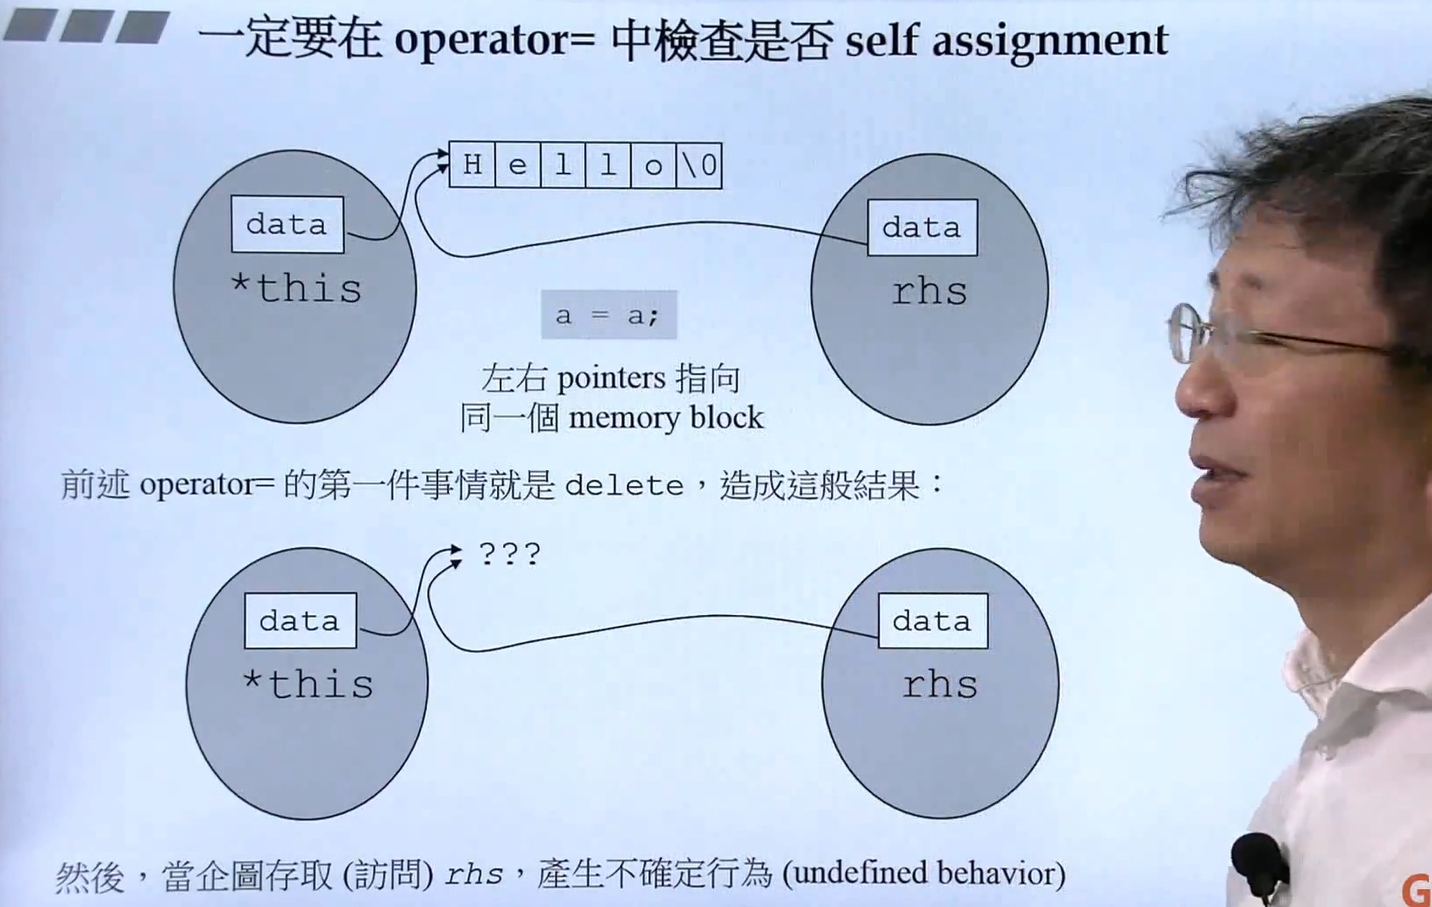 一定要在 operator= 中檢查是否 self assignment
H e l l o \0
data
data
*this
rhs
a = a;
左右 pointers 指向
同一個 memory block
前述 operator= 的第一件事情就是 delete，造成這般結果：
???
data
data
*this
rhs
然後，當企圖存取 (訪問) rhs，產生不確定行為 (undefined behavior)
G